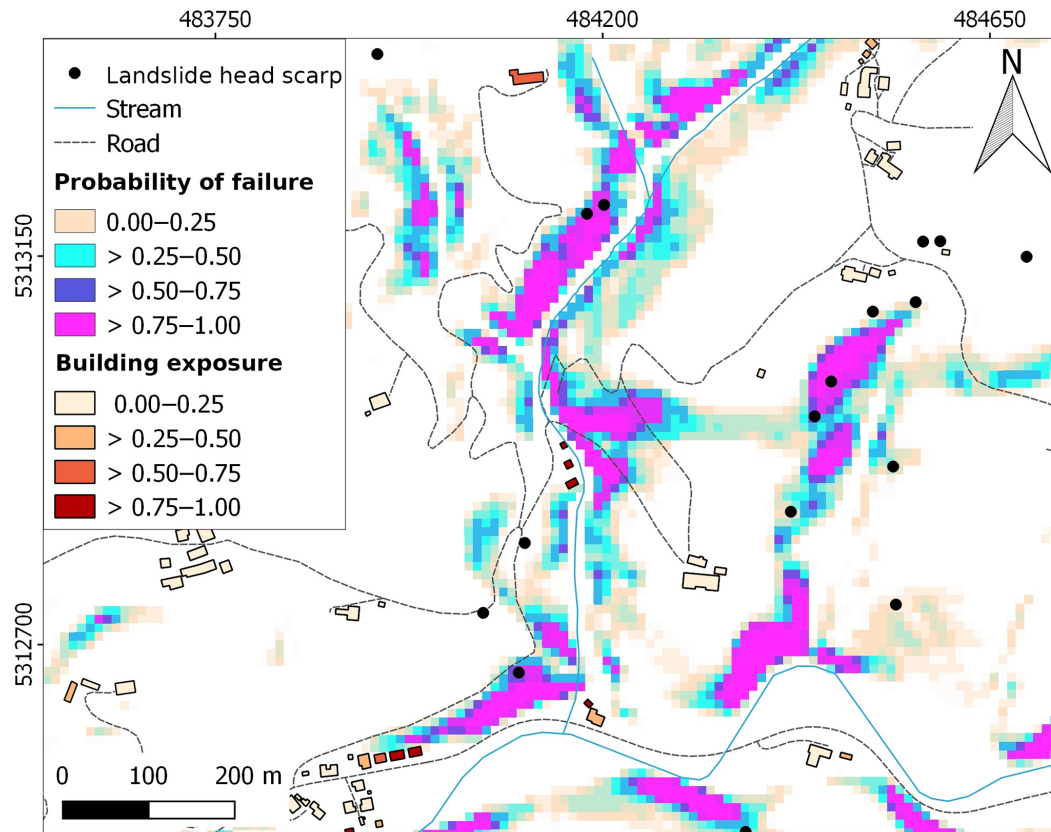 483750 484200 484650
N
Landslide head scarp
Stream
Road
Probability of failure
0.00–0.25
> 0.25–0.50
> 0.50–0.75
> 0.75–1.00
Building exposure
0.00–0.25
> 0.25–0.50
> 0.50–0.75
> 0.75–1.00
5313150
5312700
0 100 200 m